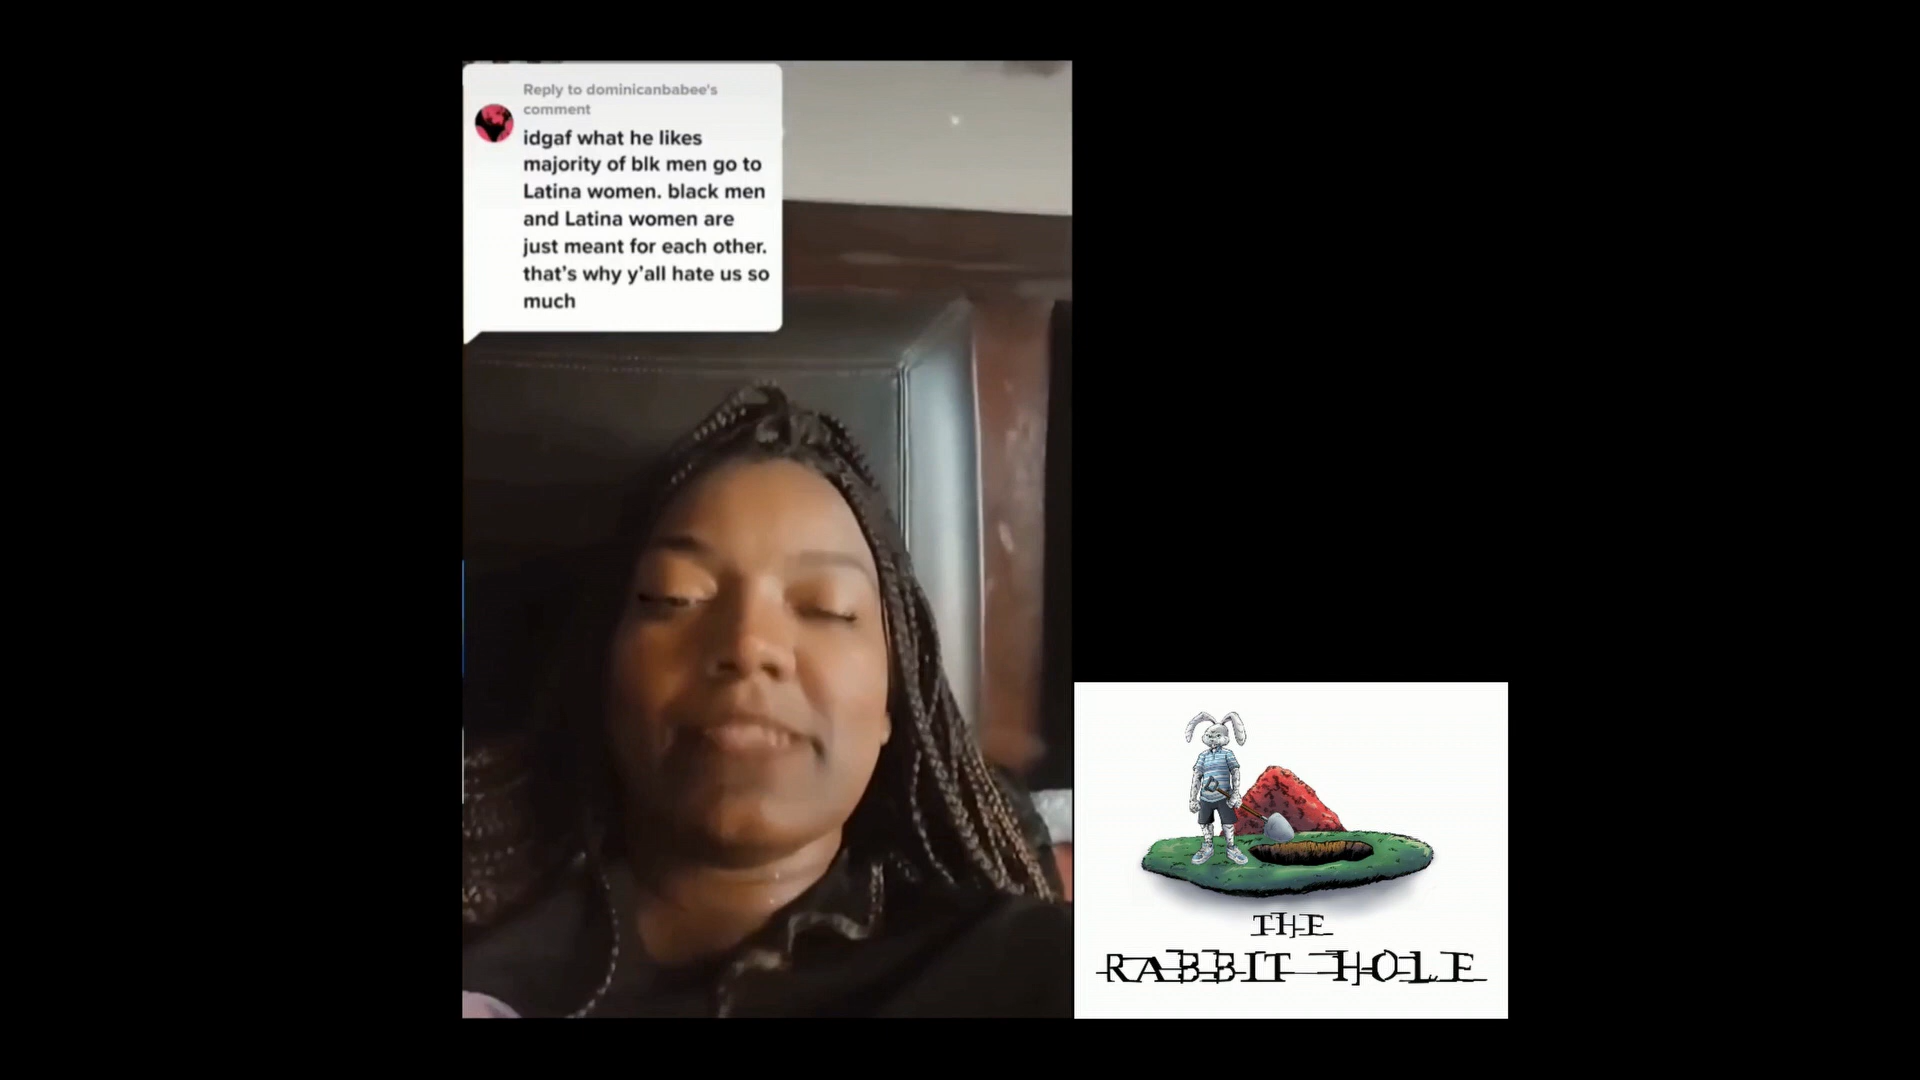 Reply to dominicanbabee's
comment
idgaf what he likes
majority of blk men go to
Latina women. black men
and Latina women are
just meant for each other.
that's why y'all hate us so
much
THE
RABBIT HOLE